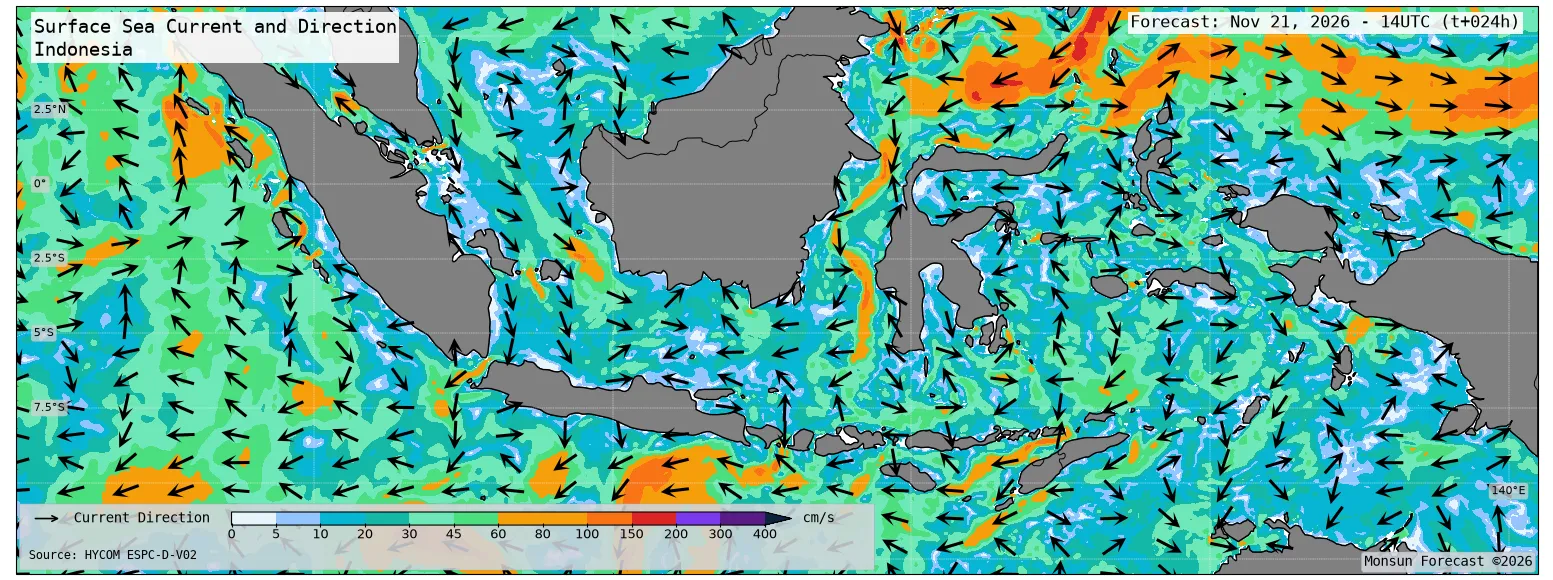 Surface Sea Current and Direction
Indonesia
Forecast: Nov 21, 2026 - 14UTC (t+024h)
2.5°N
0°
2.5°S
5°S
7.5°S
140°E
Current Direction
0 5 10 20 30 45 60 80 100 150 200 300 400 cm/s
Source: HYCOM ESPC-D-V02
Monsun Forecast ©2026